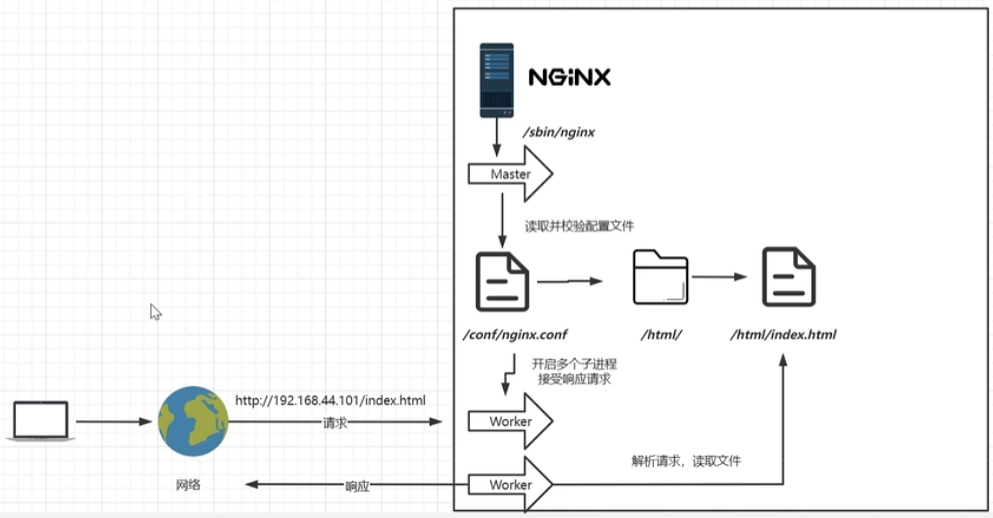 NGINX
/sbin/nginx
Master
读取并校验配置文件
/conf/nginx.conf
/html/
/html/index.html
开启多个子进程
接受响应请求
http://192.168.44.101/index.html
请求
Worker
解析请求，读取文件
网络
响应
Worker